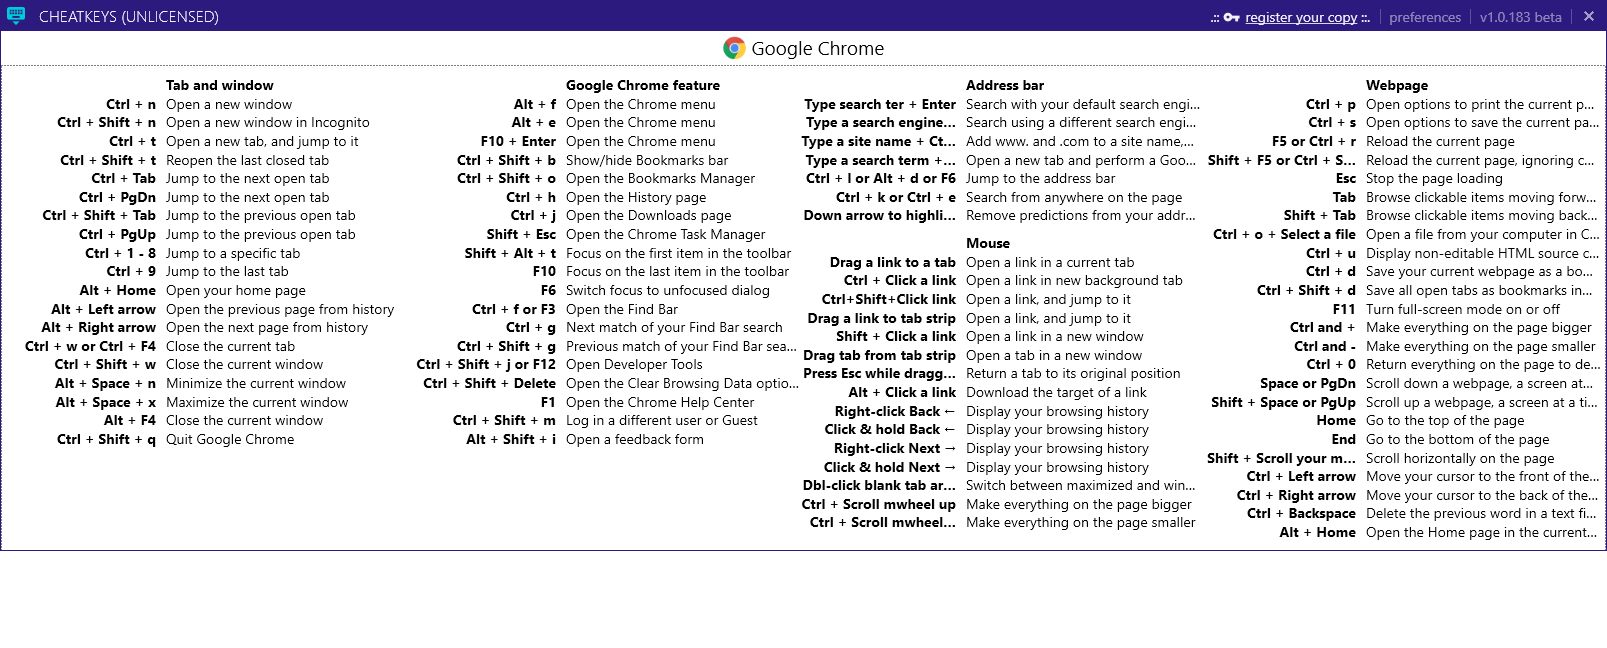 CHEATKEYS (UNLICENSED)
.:: register your copy ::. preferences v1.0.183 beta ✕
Google Chrome
Tab and window
Ctrl + n Open a new window
Ctrl + Shift + n Open a new window in Incognito
Ctrl + t Open a new tab, and jump to it
Ctrl + Shift + t Reopen the last closed tab
Ctrl + Tab Jump to the next open tab
Ctrl + PgDn Jump to the next open tab
Ctrl + Shift + Tab Jump to the previous open tab
Ctrl + PgUp Jump to the previous open tab
Ctrl + 1 - 8 Jump to a specific tab
Ctrl + 9 Jump to the last tab
Alt + Home Open your home page
Alt + Left arrow Open the previous page from history
Alt + Right arrow Open the next page from history
Ctrl + w or Ctrl + F4 Close the current tab
Ctrl + Shift + w Close the current window
Alt + Space + n Minimize the current window
Alt + Space + x Maximize the current window
Alt + F4 Close the current window
Ctrl + Shift + q Quit Google Chrome
Google Chrome feature
Alt + f Open the Chrome menu
Alt + e Open the Chrome menu
F10 + Enter Open the Chrome menu
Ctrl + Shift + b Show/hide Bookmarks bar
Ctrl + Shift + o Open the Bookmarks Manager
Ctrl + h Open the History page
Ctrl + j Open the Downloads page
Shift + Esc Open the Chrome Task Manager
Shift + Alt + t Focus on the first item in the toolbar
F10 Focus on the last item in the toolbar
F6 Switch focus to unfocused dialog
Ctrl + f or F3 Open the Find Bar
Ctrl + g Next match of your Find Bar search
Ctrl + Shift + g Previous match of your Find Bar sea...
Ctrl + Shift + j or F12 Open Developer Tools
Ctrl + Shift + Delete Open the Clear Browsing Data optio...
F1 Open the Chrome Help Center
Ctrl + Shift + m Log in a different user or Guest
Alt + Shift + i Open a feedback form
Address bar
Type search ter + Enter Search with your default search engi...
Type a search engine... Search using a different search engi...
Type a site name + Ct... Add www. and .com to a site name,...
Type a search term +... Open a new tab and perform a Goo...
Ctrl + l or Alt + d or F6 Jump to the address bar
Ctrl + k or Ctrl + e Search from anywhere on the page
Down arrow to highli... Remove predictions from your addr...
Mouse
Drag a link to a tab Open a link in a current tab
Ctrl + Click a link Open a link in new background tab
Ctrl+Shift+Click link Open a link, and jump to it
Drag a link to tab strip Open a link, and jump to it
Shift + Click a link Open a link in a new window
Drag tab from tab strip Open a tab in a new window
Press Esc while dragg... Return a tab to its original position
Alt + Click a link Download the target of a link
Right-click Back ← Display your browsing history
Click & hold Back ← Display your browsing history
Right-click Next → Display your browsing history
Click & hold Next → Display your browsing history
Dbl-click blank tab ar... Switch between maximized and win...
Ctrl + Scroll mwheel up Make everything on the page bigger
Ctrl + Scroll mwheel... Make everything on the page smaller
Webpage
Ctrl + p Open options to print the current p...
Ctrl + s Open options to save the current pa...
F5 or Ctrl + r Reload the current page
Shift + F5 or Ctrl + S... Reload the current page, ignoring c...
Esc Stop the page loading
Tab Browse clickable items moving forw...
Shift + Tab Browse clickable items moving back...
Ctrl + o + Select a file Open a file from your computer in C...
Ctrl + u Display non-editable HTML source c...
Ctrl + d Save your current webpage as a bo...
Ctrl + Shift + d Save all open tabs as bookmarks in...
F11 Turn full-screen mode on or off
Ctrl and + Make everything on the page bigger
Ctrl and - Make everything on the page smaller
Ctrl + 0 Return everything on the page to de...
Space or PgDn Scroll down a webpage, a screen at...
Shift + Space or PgUp Scroll up a webpage, a screen at a ti...
Home Go to the top of the page
End Go to the bottom of the page
Shift + Scroll your m... Scroll horizontally on the page
Ctrl + Left arrow Move your cursor to the front of the...
Ctrl + Right arrow Move your cursor to the back of the...
Ctrl + Backspace Delete the previous word in a text fi...
Alt + Home Open the Home page in the current...